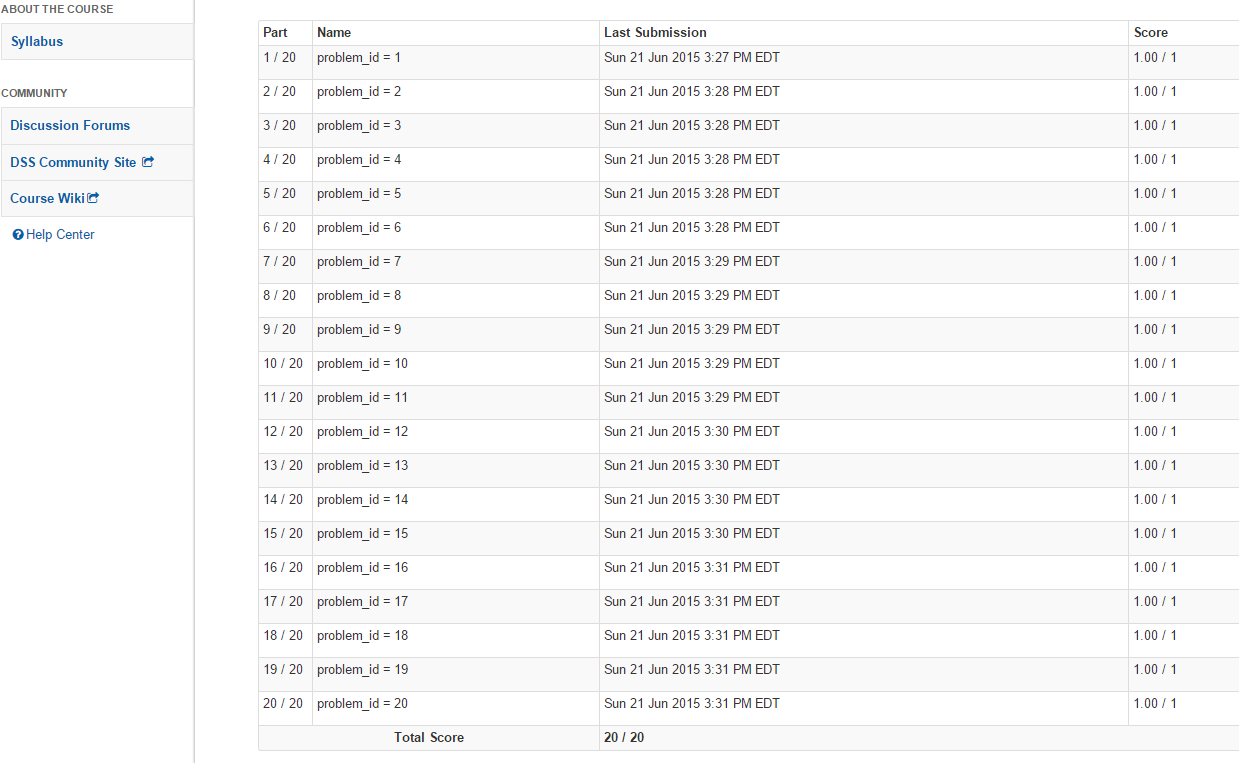 ABOUT THE COURSE
Syllabus
COMMUNITY
Discussion Forums
DSS Community Site
Course Wiki
Help Center
Part Name Last Submission Score
1 / 20 problem_id = 1 Sun 21 Jun 2015 3:27 PM EDT 1.00 / 1
2 / 20 problem_id = 2 Sun 21 Jun 2015 3:28 PM EDT 1.00 / 1
3 / 20 problem_id = 3 Sun 21 Jun 2015 3:28 PM EDT 1.00 / 1
4 / 20 problem_id = 4 Sun 21 Jun 2015 3:28 PM EDT 1.00 / 1
5 / 20 problem_id = 5 Sun 21 Jun 2015 3:28 PM EDT 1.00 / 1
6 / 20 problem_id = 6 Sun 21 Jun 2015 3:28 PM EDT 1.00 / 1
7 / 20 problem_id = 7 Sun 21 Jun 2015 3:29 PM EDT 1.00 / 1
8 / 20 problem_id = 8 Sun 21 Jun 2015 3:29 PM EDT 1.00 / 1
9 / 20 problem_id = 9 Sun 21 Jun 2015 3:29 PM EDT 1.00 / 1
10 / 20 problem_id = 10 Sun 21 Jun 2015 3:29 PM EDT 1.00 / 1
11 / 20 problem_id = 11 Sun 21 Jun 2015 3:29 PM EDT 1.00 / 1
12 / 20 problem_id = 12 Sun 21 Jun 2015 3:30 PM EDT 1.00 / 1
13 / 20 problem_id = 13 Sun 21 Jun 2015 3:30 PM EDT 1.00 / 1
14 / 20 problem_id = 14 Sun 21 Jun 2015 3:30 PM EDT 1.00 / 1
15 / 20 problem_id = 15 Sun 21 Jun 2015 3:30 PM EDT 1.00 / 1
16 / 20 problem_id = 16 Sun 21 Jun 2015 3:31 PM EDT 1.00 / 1
17 / 20 problem_id = 17 Sun 21 Jun 2015 3:31 PM EDT 1.00 / 1
18 / 20 problem_id = 18 Sun 21 Jun 2015 3:31 PM EDT 1.00 / 1
19 / 20 problem_id = 19 Sun 21 Jun 2015 3:31 PM EDT 1.00 / 1
20 / 20 problem_id = 20 Sun 21 Jun 2015 3:31 PM EDT 1.00 / 1
Total Score 20 / 20